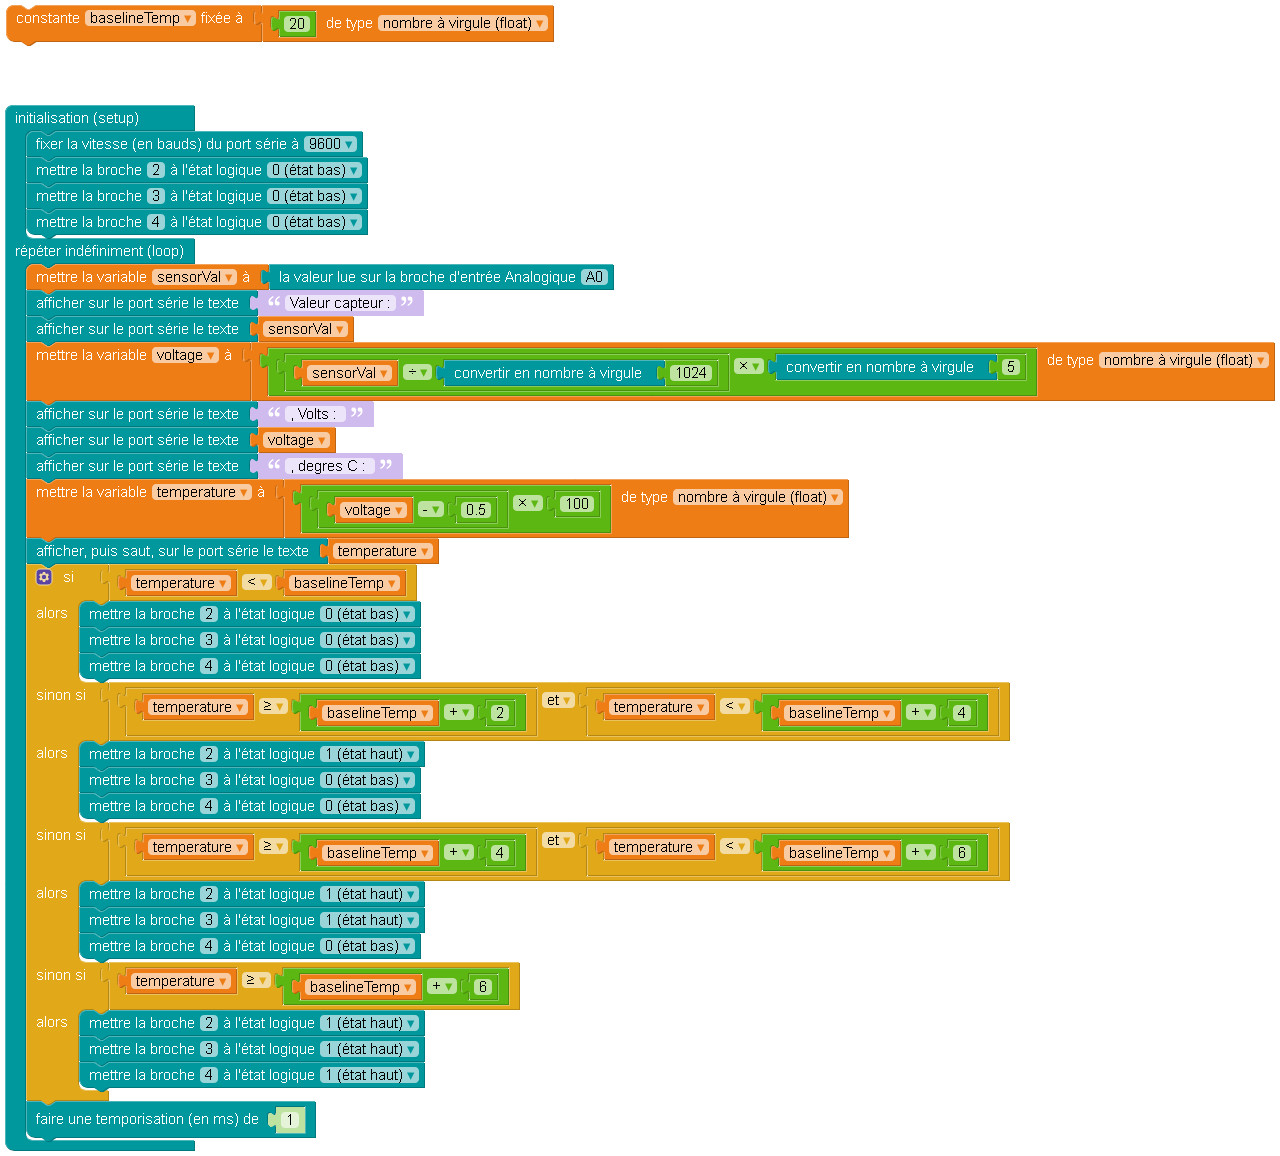 constante baselineTemp ▾ fixée à 20 de type nombre à virgule (float) ▾
initialisation (setup)
fixer la vitesse (en bauds) du port série à 9600 ▾
mettre la broche 2 à l'état logique 0 (état bas) ▾
mettre la broche 3 à l'état logique 0 (état bas) ▾
mettre la broche 4 à l'état logique 0 (état bas) ▾
répéter indéfiniment (loop)
mettre la variable sensorVal ▾ à la valeur lue sur la broche d'entrée Analogique A0
afficher sur le port série le texte “ Valeur capteur : ”
afficher sur le port série le texte sensorVal ▾
mettre la variable voltage ▾ à sensorVal ▾ ÷ ▾ convertir en nombre à virgule 1024 × ▾ convertir en nombre à virgule 5 de type nombre à virgule (float) ▾
afficher sur le port série le texte “ , Volts : ”
afficher sur le port série le texte voltage ▾
afficher sur le port série le texte “ , degres C : ”
mettre la variable temperature ▾ à voltage ▾ - ▾ 0.5 × ▾ 100 de type nombre à virgule (float) ▾
afficher, puis saut, sur le port série le texte temperature ▾
si temperature ▾ < ▾ baselineTemp ▾
alors mettre la broche 2 à l'état logique 0 (état bas) ▾
mettre la broche 3 à l'état logique 0 (état bas) ▾
mettre la broche 4 à l'état logique 0 (état bas) ▾
sinon si temperature ▾ ≥ ▾ baselineTemp ▾ + ▾ 2 et ▾ temperature ▾ < ▾ baselineTemp ▾ + ▾ 4
alors mettre la broche 2 à l'état logique 1 (état haut) ▾
mettre la broche 3 à l'état logique 0 (état bas) ▾
mettre la broche 4 à l'état logique 0 (état bas) ▾
sinon si temperature ▾ ≥ ▾ baselineTemp ▾ + ▾ 4 et ▾ temperature ▾ < ▾ baselineTemp ▾ + ▾ 6
alors mettre la broche 2 à l'état logique 1 (état haut) ▾
mettre la broche 3 à l'état logique 1 (état haut) ▾
mettre la broche 4 à l'état logique 0 (état bas) ▾
sinon si temperature ▾ ≥ ▾ baselineTemp ▾ + ▾ 6
alors mettre la broche 2 à l'état logique 1 (état haut) ▾
mettre la broche 3 à l'état logique 1 (état haut) ▾
mettre la broche 4 à l'état logique 1 (état haut) ▾
faire une temporisation (en ms) de 1